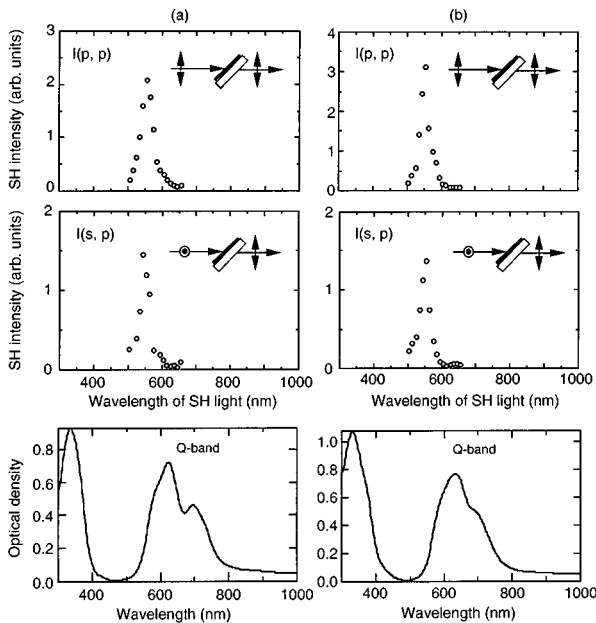 (a)
(b)
SH intensity (arb. units)
3
2
1
0
I(p, p)
4
3
2
1
0
I(p, p)
SH intensity (arb. units)
2
1
0
I(s, p)
400 600 800 1000
Wavelength of SH light (nm)
2
1
0
I(s, p)
400 600 800 1000
Wavelength of SH light (nm)
Optical density
0.8
0.6
0.4
0.2
0.0
Q-band
400 600 800 1000
Wavelength (nm)
1.0
0.8
0.6
0.4
0.2
0.0
Q-band
400 600 800 1000
Wavelength (nm)